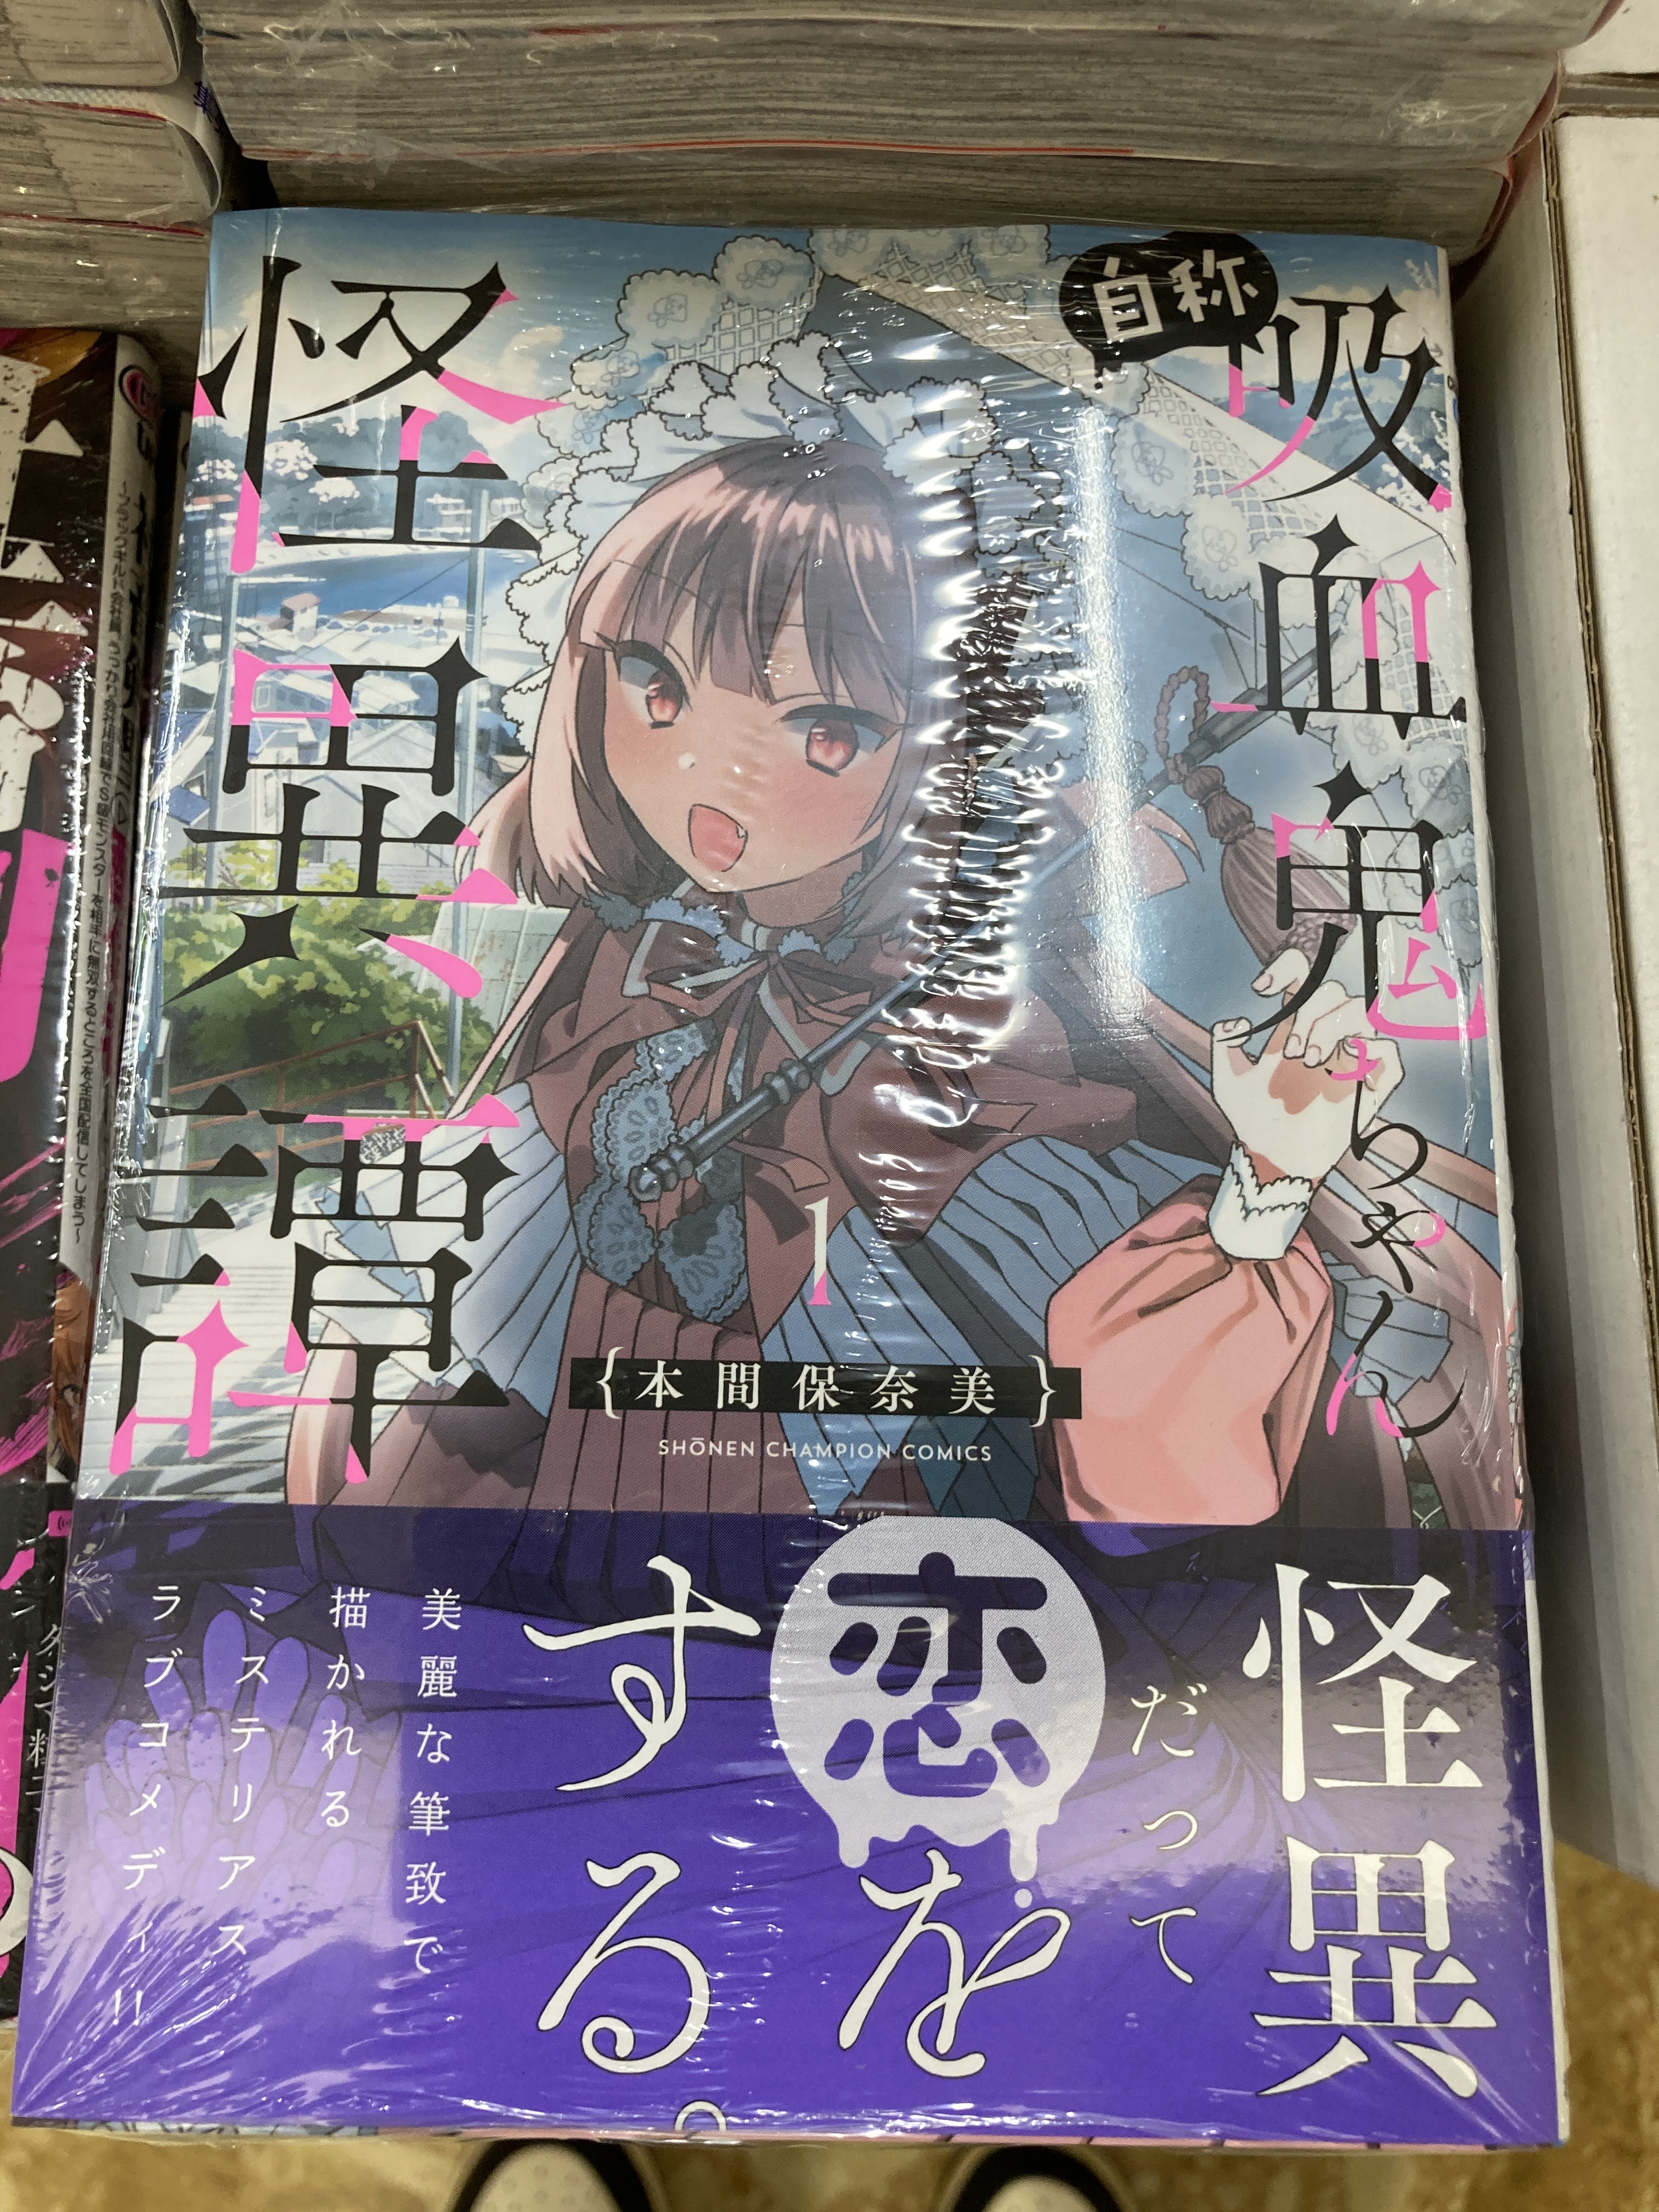 自称
吸血鬼ちゃん
怪異譚
1
{本間保奈美}
SHŌNEN CHAMPION COMICS
怪異
だって
恋を
する。
美麗な筆致で
描かれる
ミステリアス
ラブコメディ!!